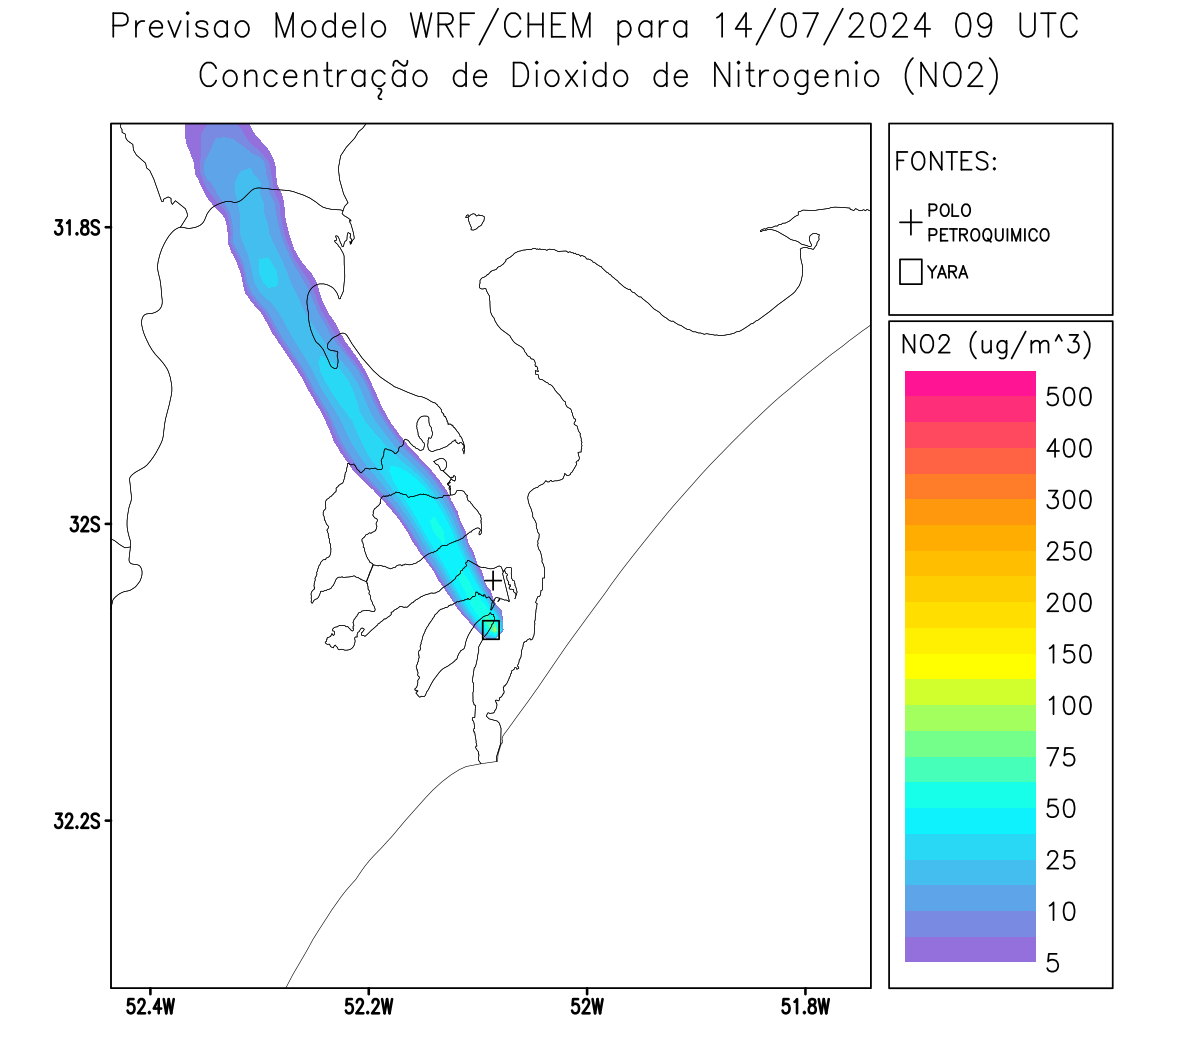 Previsao Modelo WRF/CHEM para 14/07/2024 09 UTC
Concentração de Dioxido de Nitrogenio (NO2)
FONTES:
POLO
PETROQUIMICO
YARA
NO2 (ug/m^3)
500
400
300
250
200
150
100
75
50
25
10
5
31.8S
32S
32.2S
52.4W
52.2W
52W
51.8W